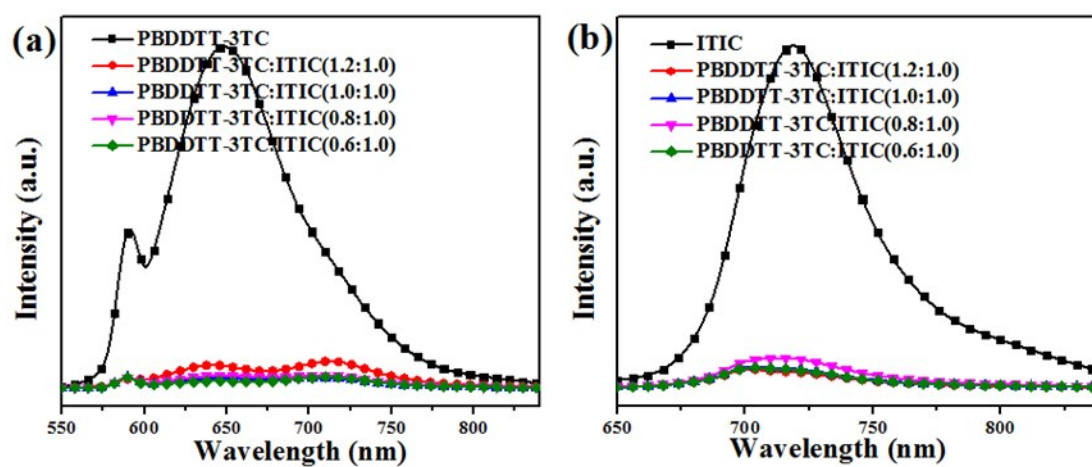 (a)
PBDDTT-3TC
PBDDTT-3TC:ITIC(1.2:1.0)
PBDDTT-3TC:ITIC(1.0:1.0)
PBDDTT-3TC:ITIC(0.8:1.0)
PBDDTT-3TC:ITIC(0.6:1.0)
Intensity (a.u.)
550 600 650 700 750 800
Wavelength (nm)
(b)
ITIC
PBDDTT-3TC:ITIC(1.2:1.0)
PBDDTT-3TC:ITIC(1.0:1.0)
PBDDTT-3TC:ITIC(0.8:1.0)
PBDDTT-3TC:ITIC(0.6:1.0)
Intensity (a.u.)
650 700 750 800
Wavelength (nm)